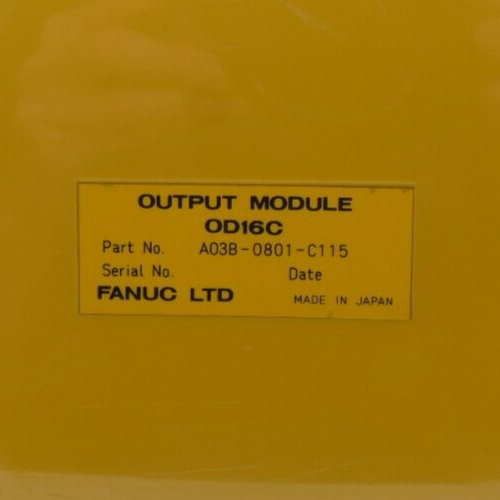 OUTPUT MODULE
OD16C
Part No. A03B-0801-C115
Serial No. Date
FANUC LTD MADE IN JAPAN